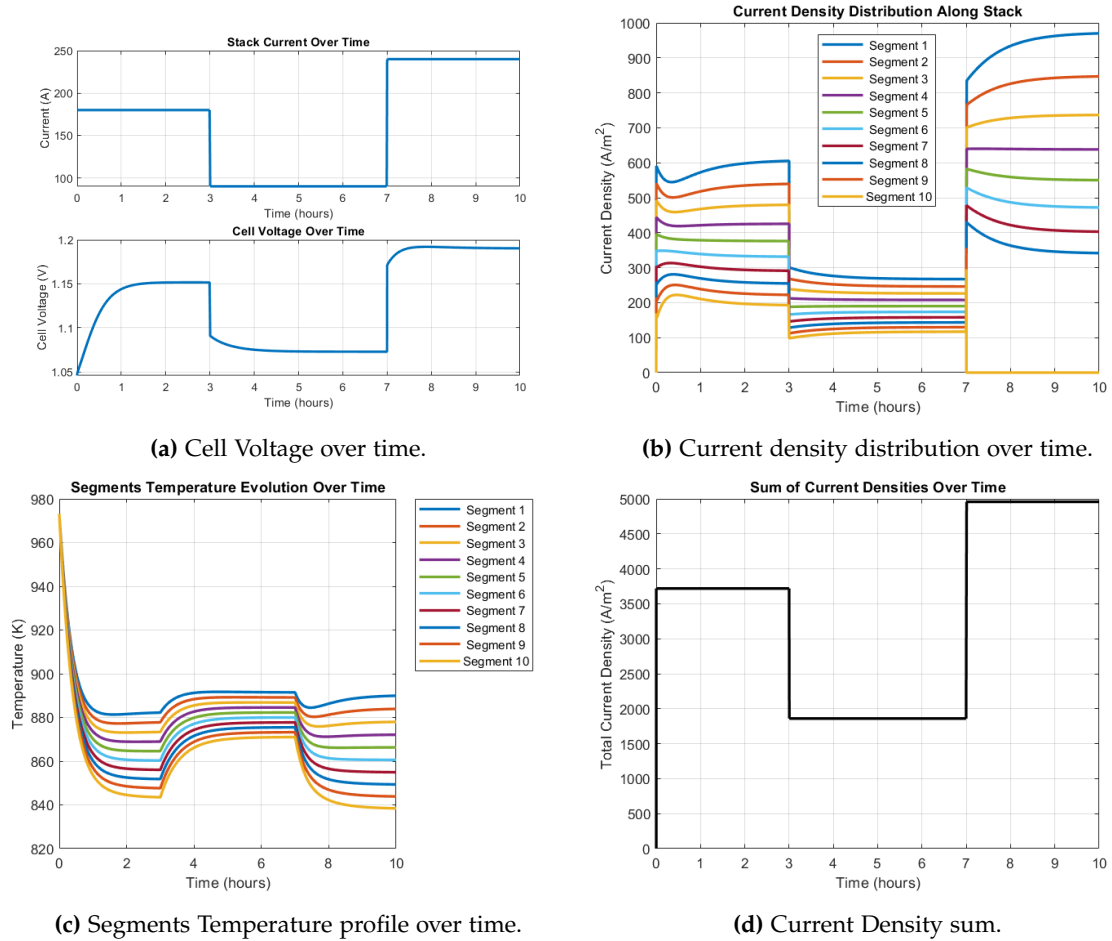 Stack Current Over Time
250
200
150
100
Current (A)
0 1 2 3 4 5 6 7 8 9 10
Time (hours)
Cell Voltage Over Time
1.2
1.15
1.1
1.05
Cell Voltage (V)
0 1 2 3 4 5 6 7 8 9 10
Time (hours)
(a) Cell Voltage over time.
Current Density Distribution Along Stack
1000
900
800
700
600
500
400
300
200
100
0
Current Density (A/m²)
Segment 1
Segment 2
Segment 3
Segment 4
Segment 5
Segment 6
Segment 7
Segment 8
Segment 9
Segment 10
0 1 2 3 4 5 6 7 8 9 10
Time (hours)
(b) Current density distribution over time.
Segments Temperature Evolution Over Time
980
960
940
920
900
880
860
840
820
Temperature (K)
Segment 1
Segment 2
Segment 3
Segment 4
Segment 5
Segment 6
Segment 7
Segment 8
Segment 9
Segment 10
0 2 4 6 8 10
Time (hours)
(c) Segments Temperature profile over time.
Sum of Current Densities Over Time
5000
4500
4000
3500
3000
2500
2000
1500
1000
500
0
Total Current Density (A/m²)
0 1 2 3 4 5 6 7 8 9 10
Time (hours)
(d) Current Density sum.